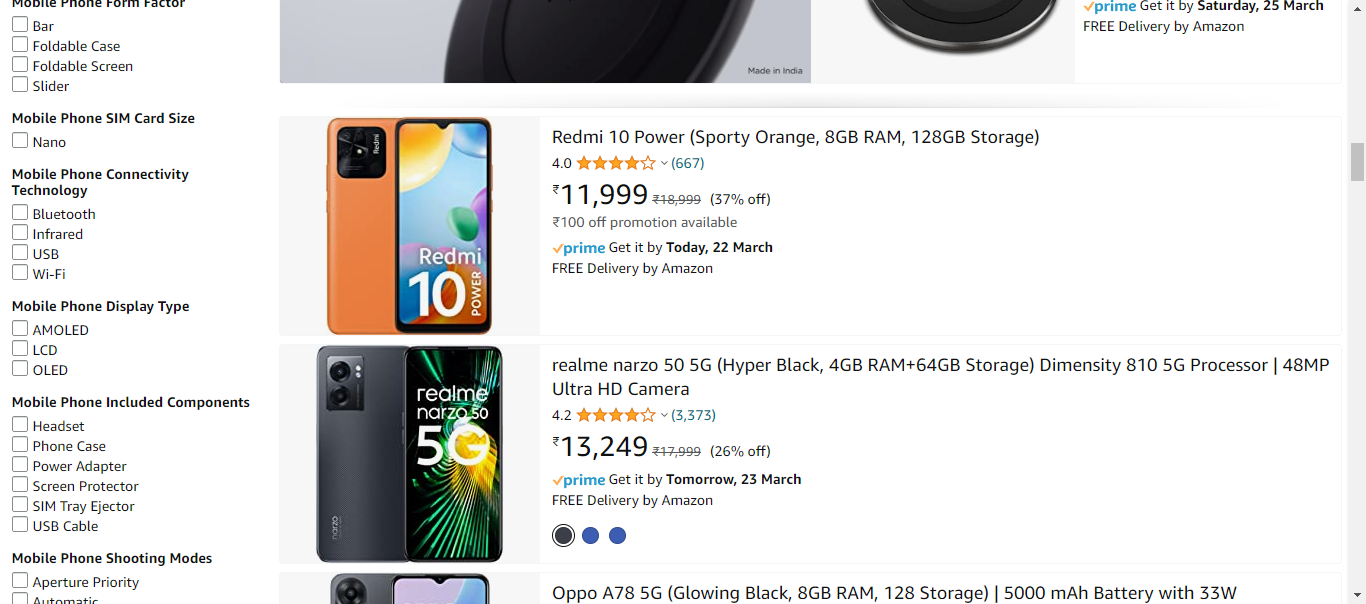 Mobile Phone Form Factor
Bar
Foldable Case
Foldable Screen
Slider
Mobile Phone SIM Card Size
Nano
Mobile Phone Connectivity
Technology
Bluetooth
Infrared
USB
Wi-Fi
Mobile Phone Display Type
AMOLED
LCD
OLED
Mobile Phone Included Components
Headset
Phone Case
Power Adapter
Screen Protector
SIM Tray Ejector
USB Cable
Mobile Phone Shooting Modes
Aperture Priority
Automatic
Made in India
prime Get it by Saturday, 25 March
FREE Delivery by Amazon
Redmi
Redmi
10
POWER
Redmi 10 Power (Sporty Orange, 8GB RAM, 128GB Storage)
4.0 (667)
₹11,999 ₹18,999 (37% off)
₹100 off promotion available
prime Get it by Today, 22 March
FREE Delivery by Amazon
narzo
realme
narzo 50
5G
realme narzo 50 5G (Hyper Black, 4GB RAM+64GB Storage) Dimensity 810 5G Processor | 48MP
Ultra HD Camera
4.2 (3,373)
₹13,249 ₹17,999 (26% off)
prime Get it by Tomorrow, 23 March
FREE Delivery by Amazon
Oppo A78 5G (Glowing Black, 8GB RAM, 128 Storage) | 5000 mAh Battery with 33W